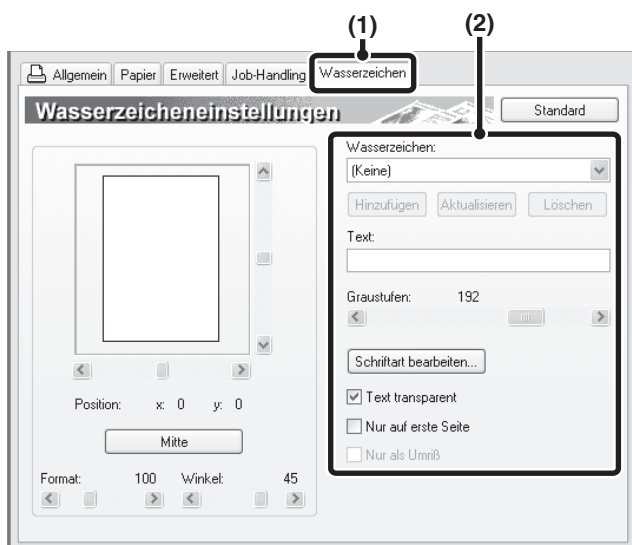 (1) (2)
Allgemein Papier Erweitert Job-Handling Wasserzeichen
Wasserzeicheneinstellungen Standard
Wasserzeichen:
(Keine)
Hinzufügen Aktualisieren Löschen
Text:
Graustufen: 192
Schriftart bearbeiten...
Position: x: 0 y: 0
Text transparent
Mitte
Nur auf erste Seite
Nur als Umriß
Format: 100 Winkel: 45